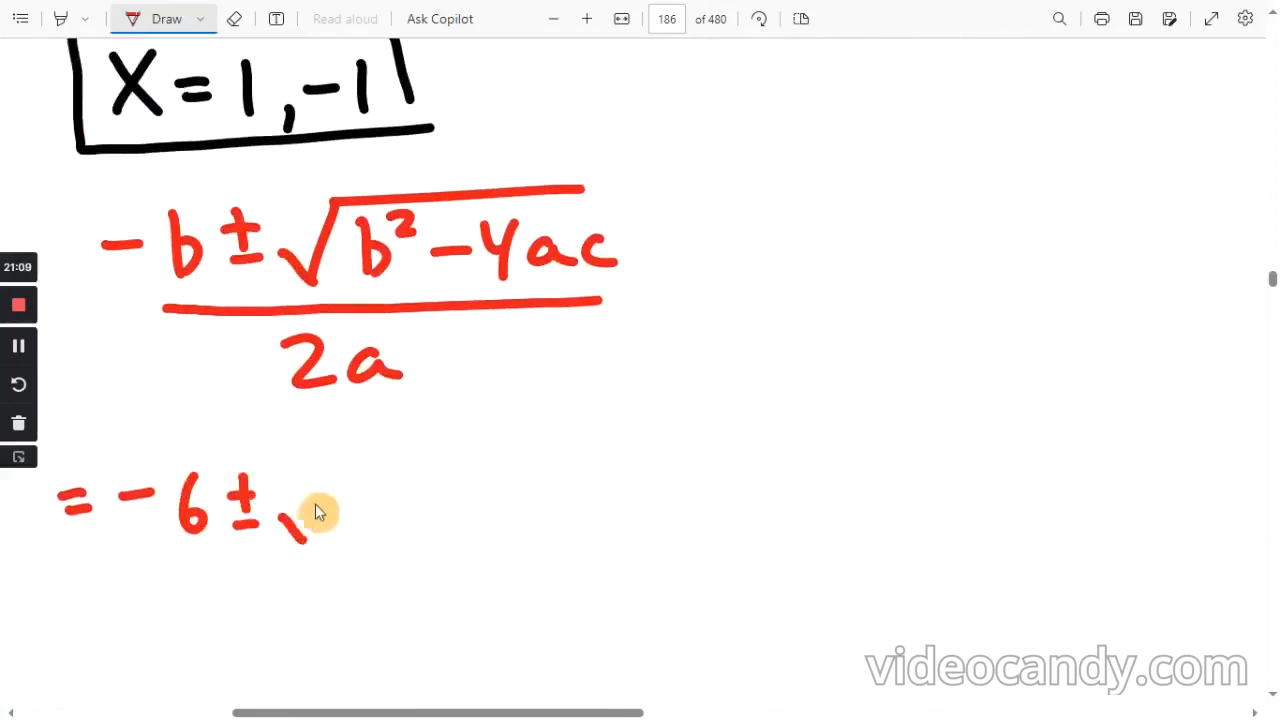 Draw
Read aloud
Ask Copilot
186 of 480
X = 1, -1
-b ± √b² - 4ac
2a
21:09
= -6 ± √
videocandy.com